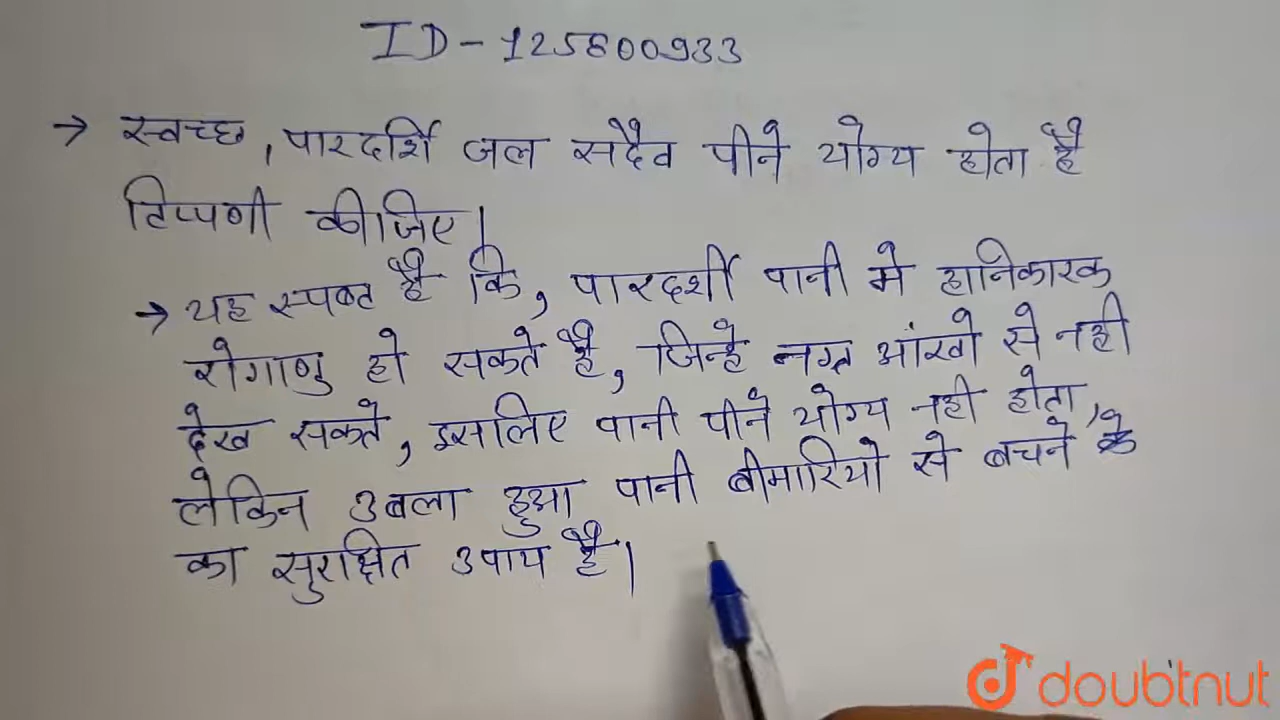 ID - 125800933
→ स्वच्छ, पारदर्शि जल सदैव पीने योग्य होता है
टिप्पणी कीजिए।
→ यह स्पष्ट है कि, पारदर्शी पानी मे हानिकारक
रोगाणु हो सकते है, जिन्हे नग्न आंखो से नही
देख सकते, इसलिए पानी पीने योग्य नही होता,
लेकिन उबला हुआ पानी बीमारियो से बचने के
का सुरक्षित उपाय है।
doubtnut